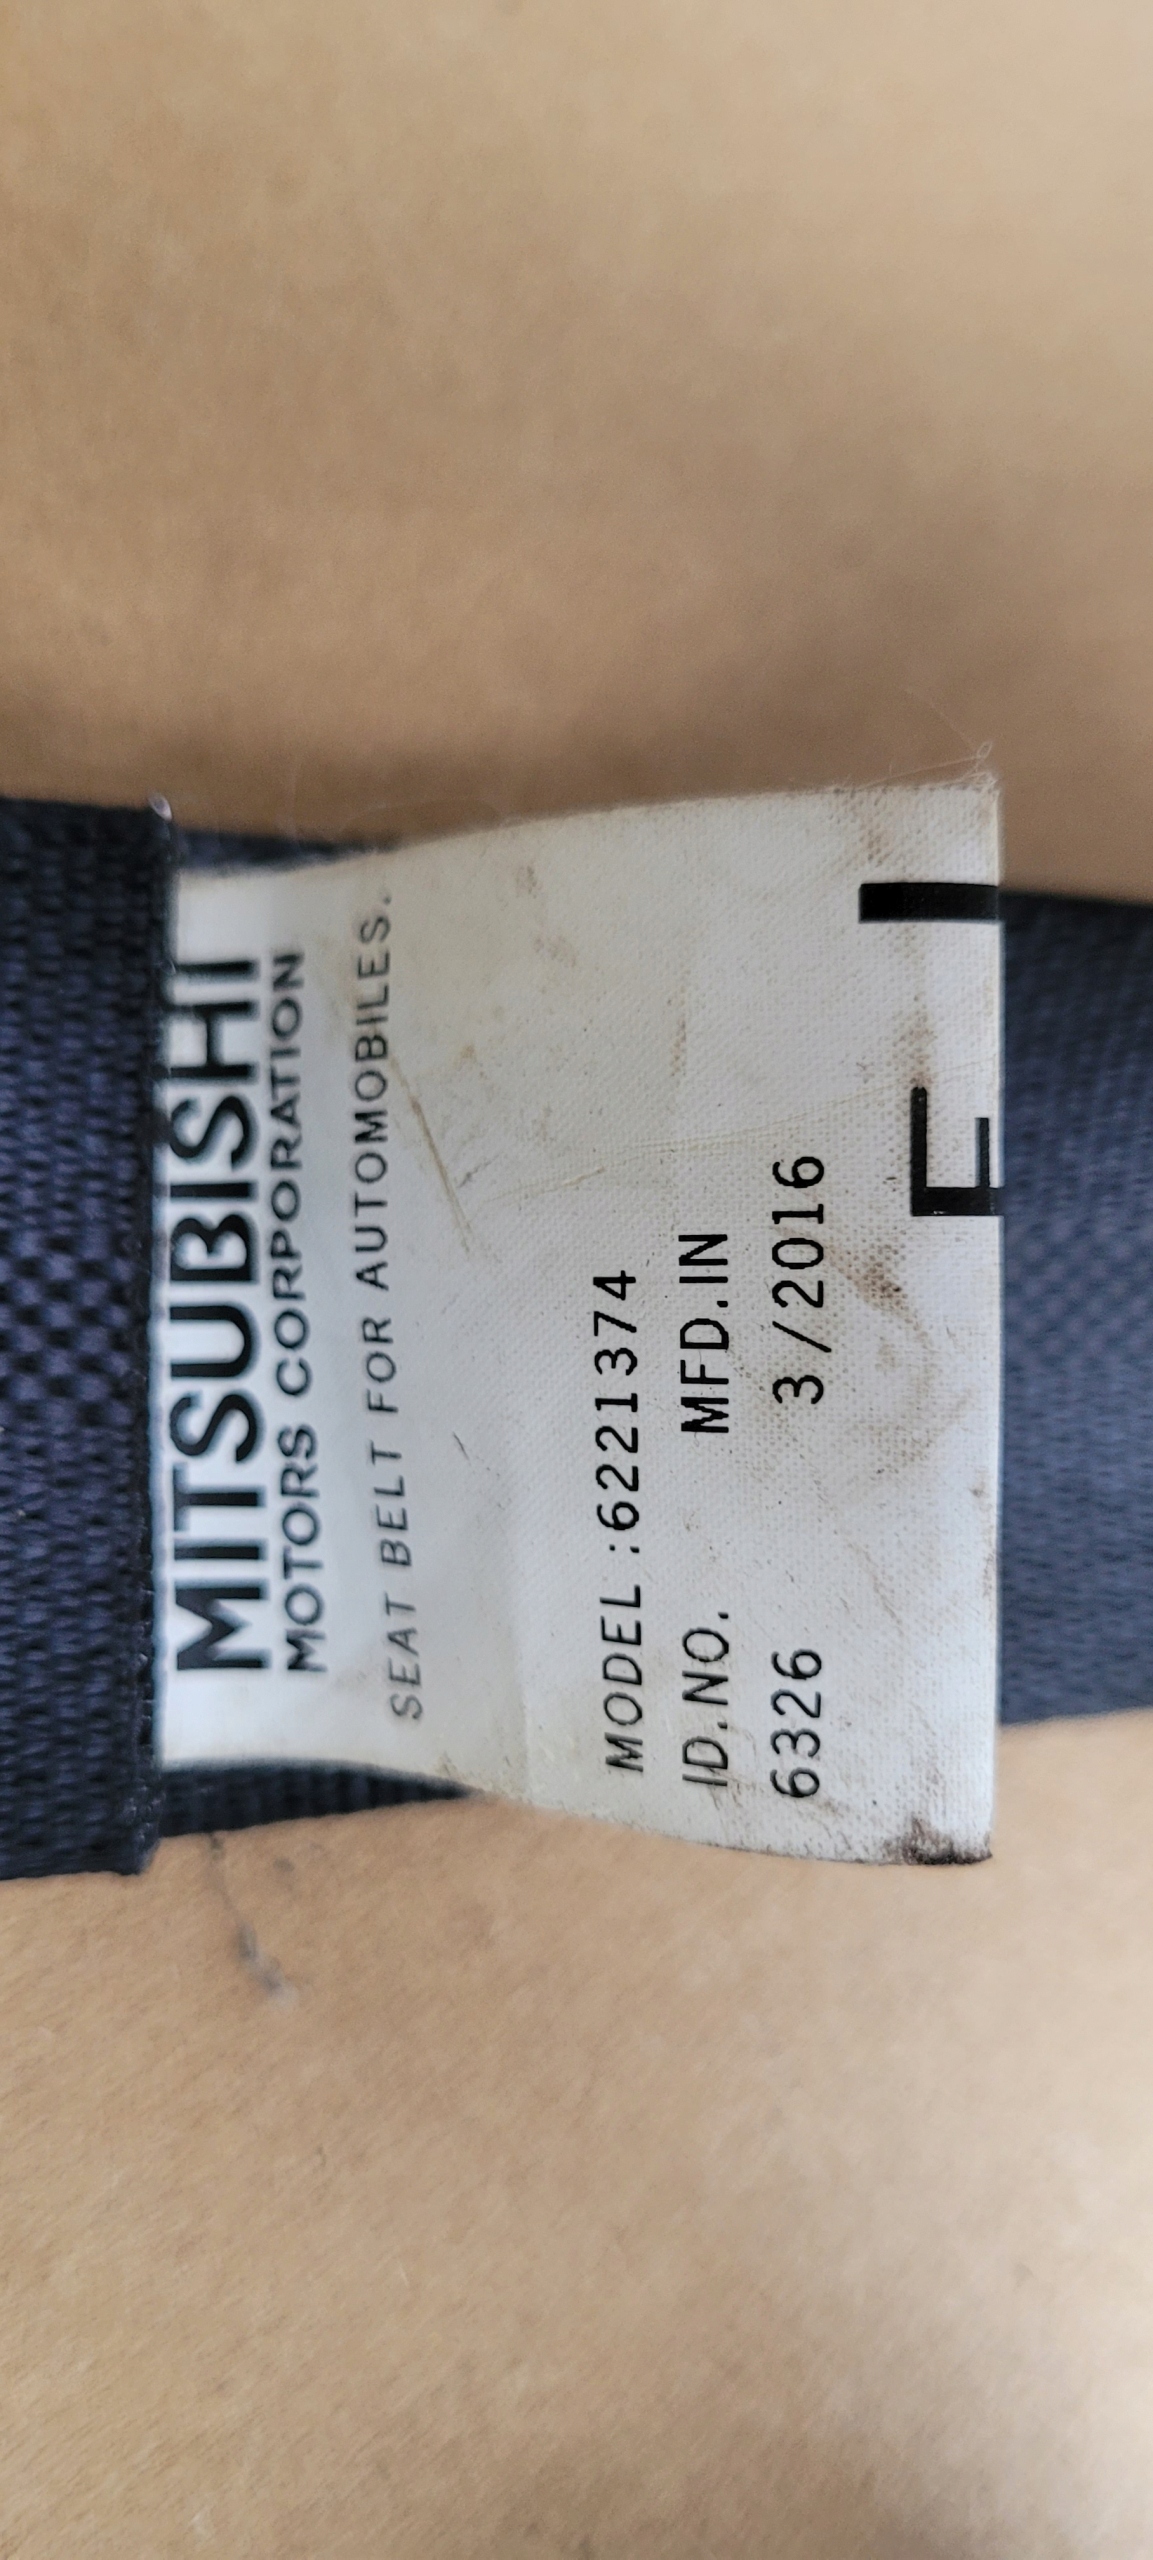 MITSUBISHI
MOTORS CORPORATION
SEAT BELT FOR AUTOMOBILES.
MODEL :6221374
ID.NO. MFD.IN
6326 3/2016